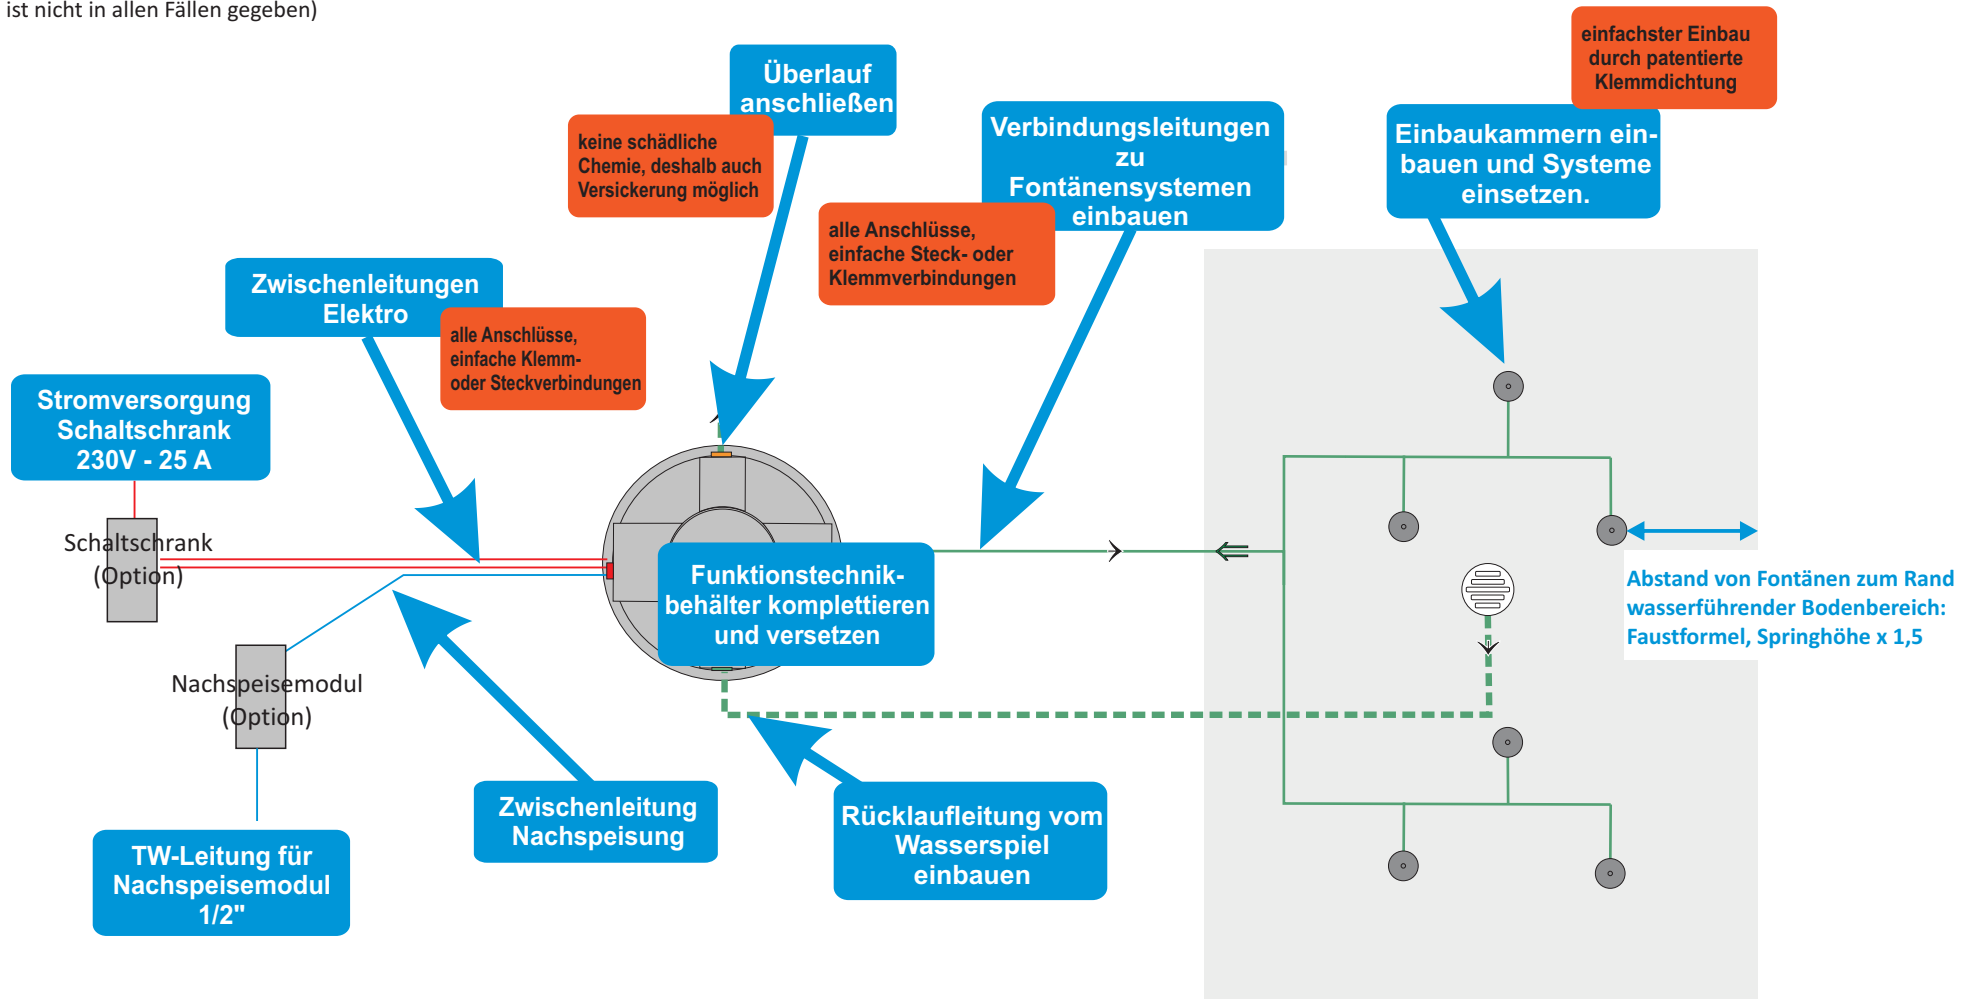 ist nicht in allen Fällen gegeben)
einfachster Einbau
durch patentierte
Klemmdichtung
Überlauf
anschließen
keine schädliche
Chemie, deshalb auch
Versickerung möglich
Verbindungsleitungen
zu
Fontänensystemen
einbauen
alle Anschlüsse,
einfache Steck- oder
Klemmverbindungen
Einbaukammern ein-
bauen und Systeme
einsetzen.
Zwischenleitungen
Elektro
alle Anschlüsse,
einfache Klemm-
oder Steckverbindungen
Stromversorgung
Schaltschrank
230V - 25 A
Schaltschrank
(Option)
Funktionstechnik-
behälter komplettieren
und versetzen
Abstand von Fontänen zum Rand
wasserführender Bodenbereich:
Faustformel, Springhöhe x 1,5
Nachspeisemodul
(Option)
Zwischenleitung
Nachspeisung
Rücklaufleitung vom
Wasserspiel
einbauen
TW-Leitung für
Nachspeisemodul
1/2"